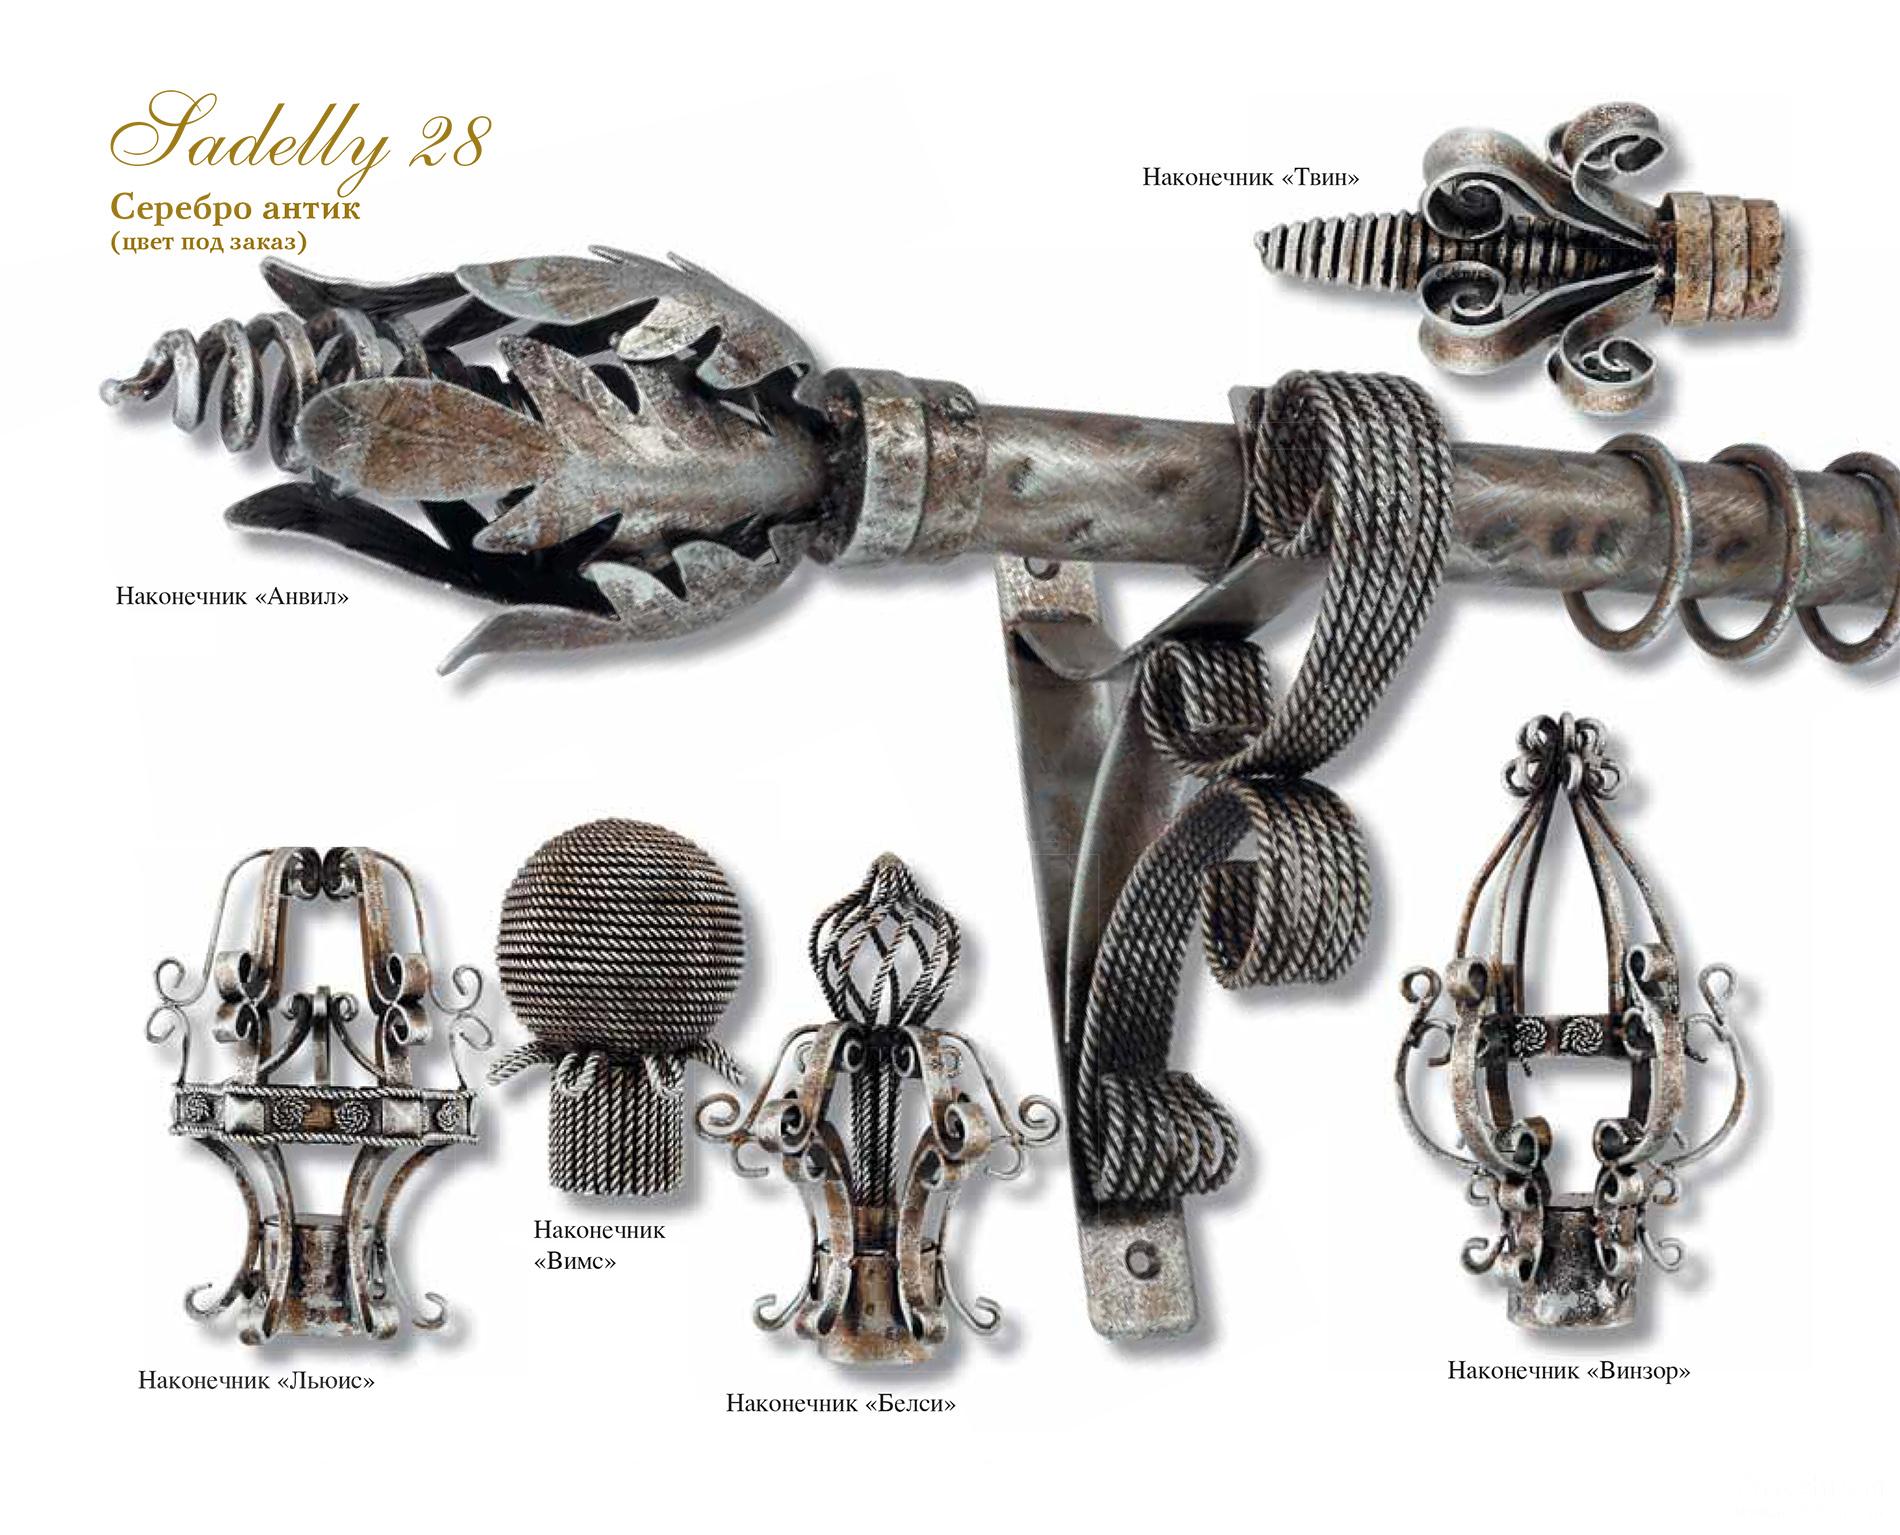 Sadelly 28
Серебро антик
(цвет под заказ)
Наконечник «Твин»
Наконечник «Анвил»
Наконечник
«Вимс»
Наконечник «Льюис»
Наконечник «Белси»
Наконечник «Винзор»